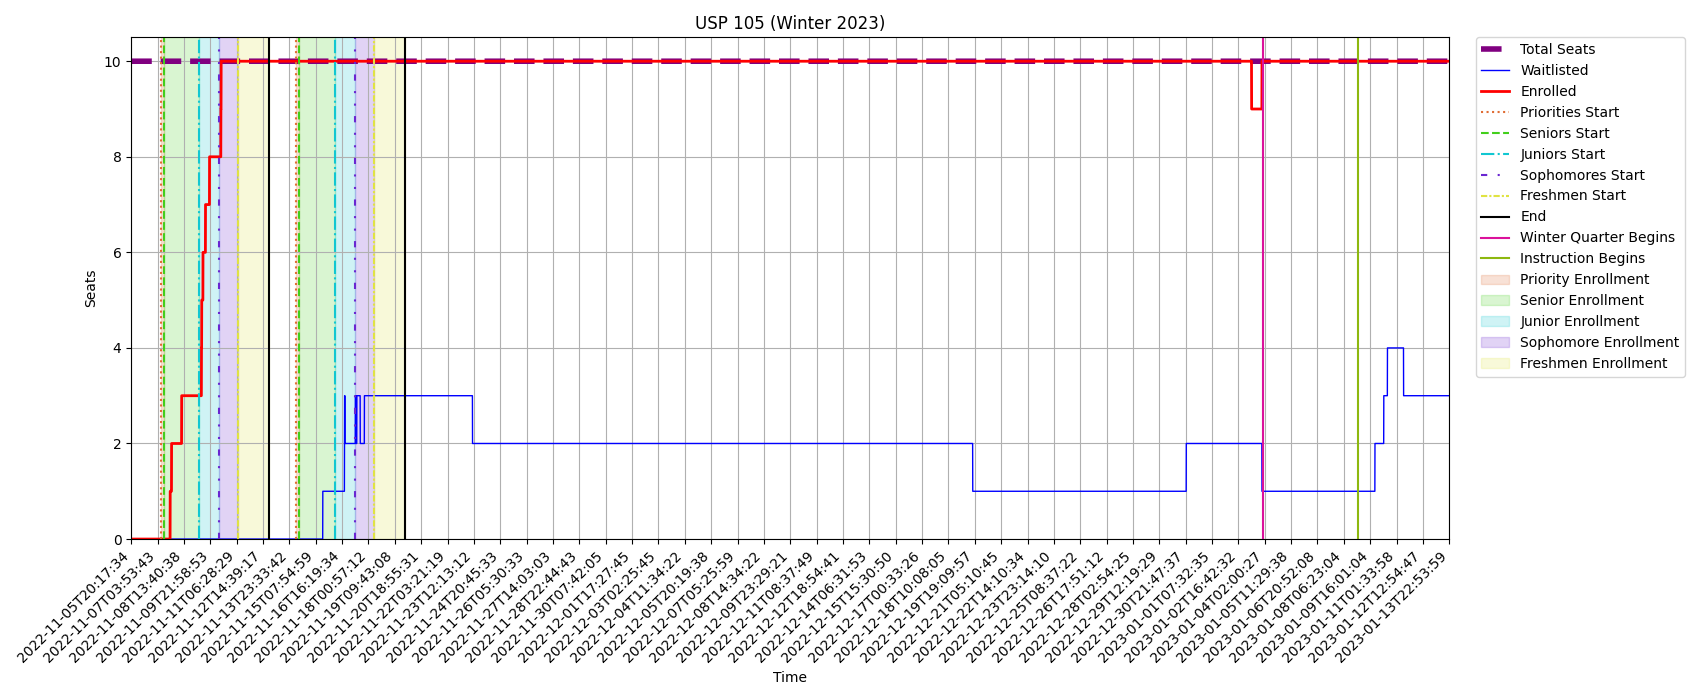 USP 105 (Winter 2023)
Seats
10
8
6
4
2
0
2022-11-05T20:17:34
2022-11-07T03:53:43
2022-11-08T13:40:38
2022-11-09T21:58:53
2022-11-11T06:28:29
2022-11-12T14:39:17
2022-11-13T23:33:42
2022-11-15T07:54:59
2022-11-16T16:19:34
2022-11-18T00:57:12
2022-11-19T09:43:08
2022-11-20T18:55:31
2022-11-22T03:21:19
2022-11-23T12:13:12
2022-11-24T20:45:33
2022-11-26T05:30:33
2022-11-27T14:03:03
2022-11-28T22:44:43
2022-11-30T07:42:05
2022-12-01T17:27:45
2022-12-03T02:25:45
2022-12-04T11:34:22
2022-12-05T20:19:38
2022-12-07T05:25:59
2022-12-08T14:34:22
2022-12-09T23:29:21
2022-12-11T08:37:49
2022-12-12T18:54:41
2022-12-14T06:31:53
2022-12-15T15:30:50
2022-12-17T00:33:26
2022-12-18T10:08:05
2022-12-19T19:09:57
2022-12-21T05:10:45
2022-12-22T14:10:34
2022-12-23T23:14:10
2022-12-25T08:37:22
2022-12-26T17:51:12
2022-12-28T02:54:25
2022-12-29T12:19:29
2022-12-30T21:47:37
2023-01-01T07:32:35
2023-01-02T16:42:32
2023-01-04T02:00:27
2023-01-05T11:29:38
2023-01-06T20:52:08
2023-01-08T06:23:04
2023-01-09T16:01:04
2023-01-11T01:33:58
2023-01-12T12:54:47
2023-01-13T22:53:59
Time
Total Seats
Waitlisted
Enrolled
Priorities Start
Seniors Start
Juniors Start
Sophomores Start
Freshmen Start
End
Winter Quarter Begins
Instruction Begins
Priority Enrollment
Senior Enrollment
Junior Enrollment
Sophomore Enrollment
Freshmen Enrollment